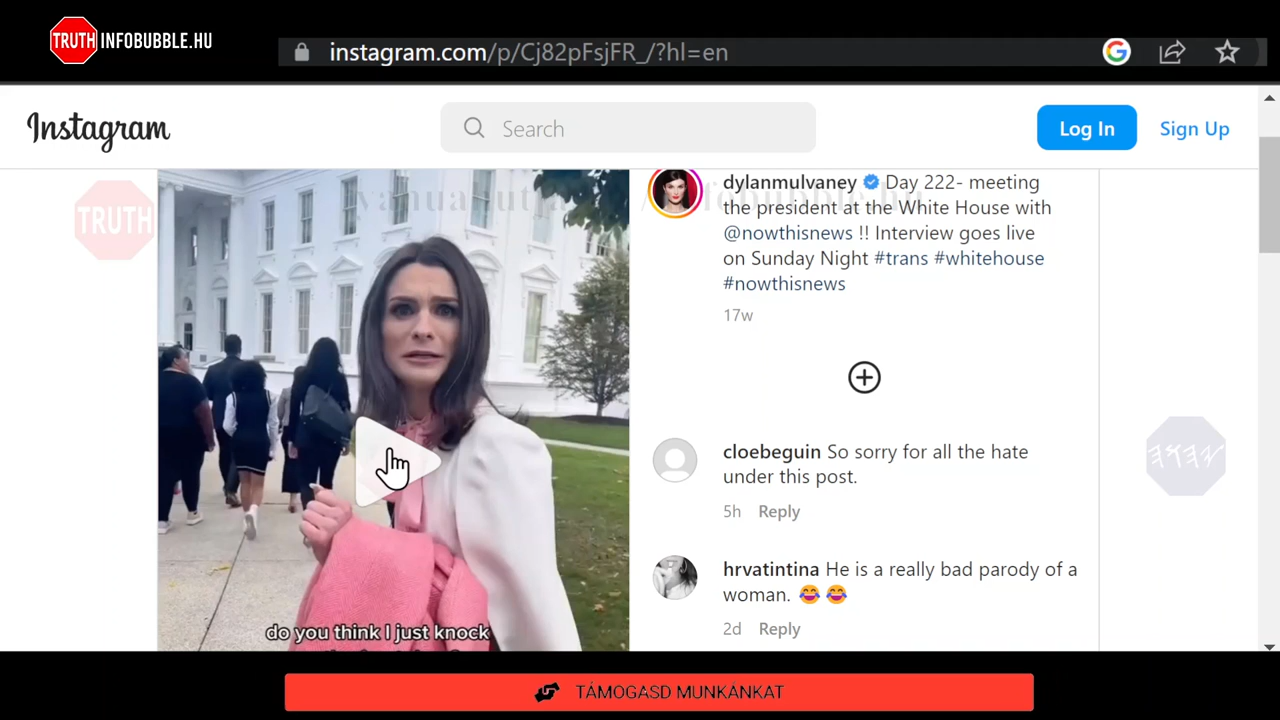 TRUTH INFOBUBBLE.HU
instagram.com/p/Cj82pFsjFR_/?hl=en
Instagram
Search
Log In
Sign Up
TRUTH
dylanmulvaney Day 222- meeting
the president at the White House with
@nowthisnews !! Interview goes live
on Sunday Night #trans #whitehouse
#nowthisnews
17w
cloebeguin So sorry for all the hate
under this post.
5h Reply
hrvatintina He is a really bad parody of a
woman. 😂 😂
2d Reply
do you think I just knock
TÁMOGASD MUNKÁNKAT